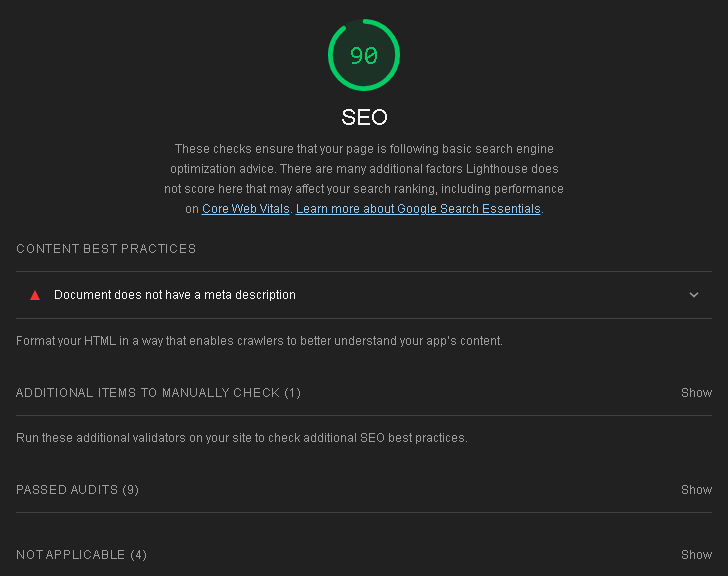 90
SEO
These checks ensure that your page is following basic search engine
optimization advice. There are many additional factors Lighthouse does
not score here that may affect your search ranking, including performance
on Core Web Vitals. Learn more about Google Search Essentials.
CONTENT BEST PRACTICES
Document does not have a meta description
Format your HTML in a way that enables crawlers to better understand your app's content.
ADDITIONAL ITEMS TO MANUALLY CHECK (1) Show
Run these additional validators on your site to check additional SEO best practices.
PASSED AUDITS (9) Show
NOT APPLICABLE (4) Show